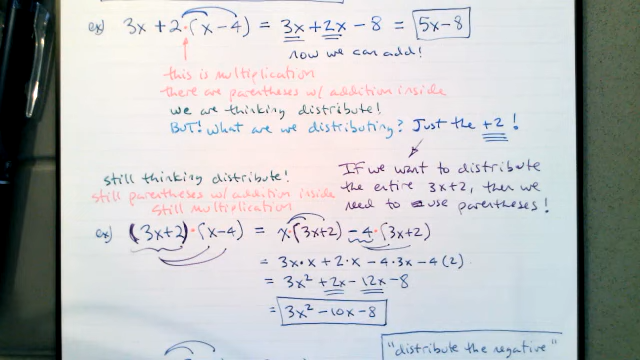 ex) 3x + 2·(x-4) = 3x + 2x - 8 = 5x-8
now we can add!
this is multiplication
there are parentheses w/ addition inside
we are thinking distribute!
BUT! What are we distributing? Just the +2!
If we want to distribute
the entire 3x+2, then we
need to use parentheses!
still thinking distribute!
still parentheses w/ addition inside
still multiplication
ex) (3x+2)·(x-4) = x·(3x+2) - 4·(3x+2)
= 3x·x + 2·x - 4·3x - 4(2)
= 3x² + 2x - 12x - 8
= 3x² - 10x - 8
"distribute the negative"